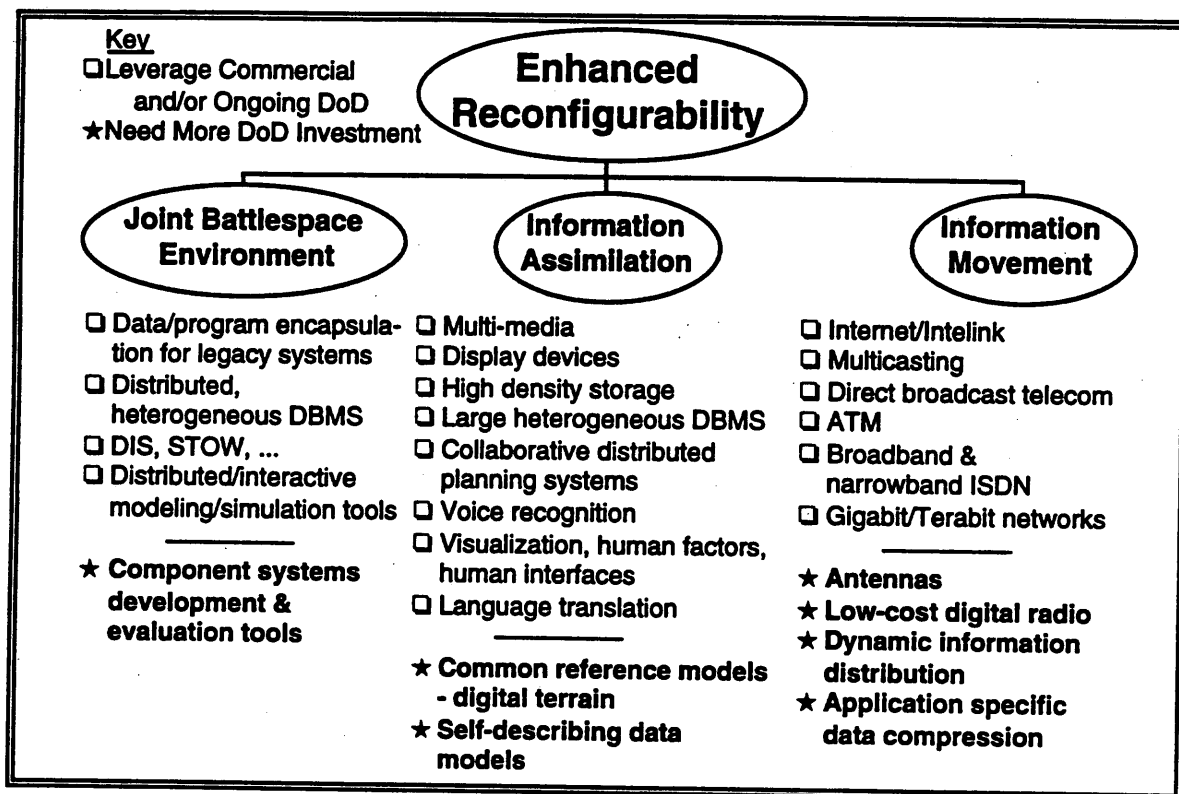 Key
❑Leverage Commercial
and/or Ongoing DoD
★Need More DoD Investment
Enhanced
Reconfigurability
Joint Battlespace
Environment
❑ Data/program encapsula-
tion for legacy systems
❑ Distributed,
heterogeneous DBMS
❑ DIS, STOW, ...
❑ Distributed/interactive
modeling/simulation tools
★ Component systems
development &
evaluation tools
Information
Assimilation
❑ Multi-media
❑ Display devices
❑ High density storage
❑ Large heterogeneous DBMS
❑ Collaborative distributed
planning systems
❑ Voice recognition
❑ Visualization, human factors,
human interfaces
❑ Language translation
★ Common reference models
- digital terrain
★ Self-describing data
models
Information
Movement
❑ Internet/Intelink
❑ Multicasting
❑ Direct broadcast telecom
❑ ATM
❑ Broadband &
narrowband ISDN
❑ Gigabit/Terabit networks
★ Antennas
★ Low-cost digital radio
★ Dynamic information
distribution
★ Application specific
data compression